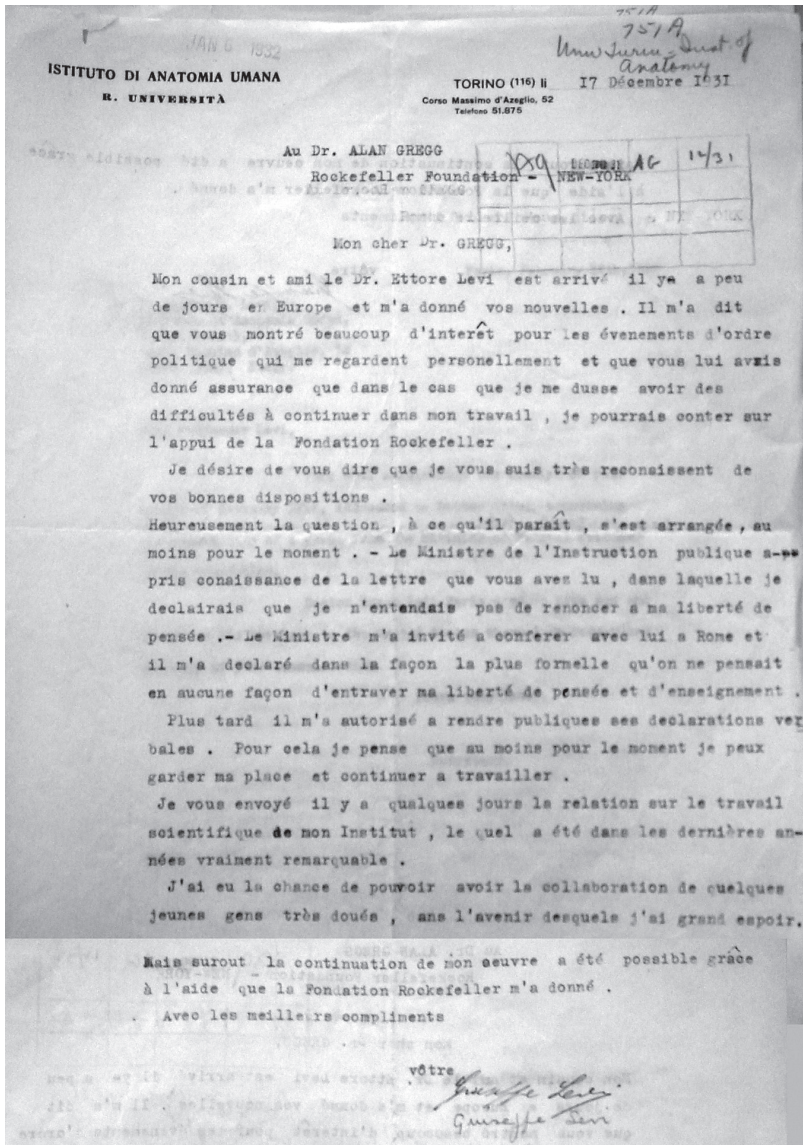 751A
751A
JAN 6 1932
Univ Turin - Inst of
Anatomy
ISTITUTO DI ANATOMIA UMANA
R. UNIVERSITÀ
TORINO (116) li 17 Décembre 1931
Corso Massimo d'Azeglio, 52
Telefono 51.875
Au Dr. ALAN GREGG
Rockefeller Foundation - NEW-YORK
AG 12/31
Mon cher Dr. GREGG,
Mon cousin et ami le Dr. Ettore Levi est arrivé il ya a peu
de jours en Europe et m'a donné vos nouvelles . Il m'a dit
que vous montré beaucoup d'interêt pour les évenements d'ordre
politique qui me regardent personellement et que vous lui avais
donné assurance que dans le cas que je me dusse avoir des
difficultés à continuer dans mon travail , je pourrais conter sur
l'appui de la Fondation Rockefeller .
Je désire de vous dire que je vous suis très reconaissent de
vos bonnes dispositions .
Heureusement la question , à ce qu'il paraît , s'est arrangée, au
moins pour le moment . - Le Ministre de l'Instruction publique a
pris conaissance de la lettre que vous aves lu , dans laquelle je
declairais que je n'entendais pas de renoncer a ma liberté de
pensée .- Le Ministre m'a invité a conferer avec lui a Rome et
il m'a declaré dans la façon la plus formelle qu'on ne pensait
en aucune façon d'entraver ma liberté de pensée et d'enseignement .
Plus tard il m'a autorisé a rendre publiques ses declarations ver
bales . Pour cela je pense que au moins pour le moment je peux
garder ma place et continuer a travailler .
Je vous envoyé il y a qualques jours la relation sur le travail
scientifique de mon Institut , le quel a été dans les dernières an-
nées vraiment remarquable .
J'ai eu la chance de pouvoir avoir la collaboration de quelques
jeunes gens très doués , ans l'avenir desquels j'ai grand espoir.
Mais surout la continuation de mon oeuvre a été possible grâce
à l'aide que la Fondation Rockefeller m'a donné .
Avec les meille rs compliments
vôtre
Giuseppe Levi
Giuseppe Levi